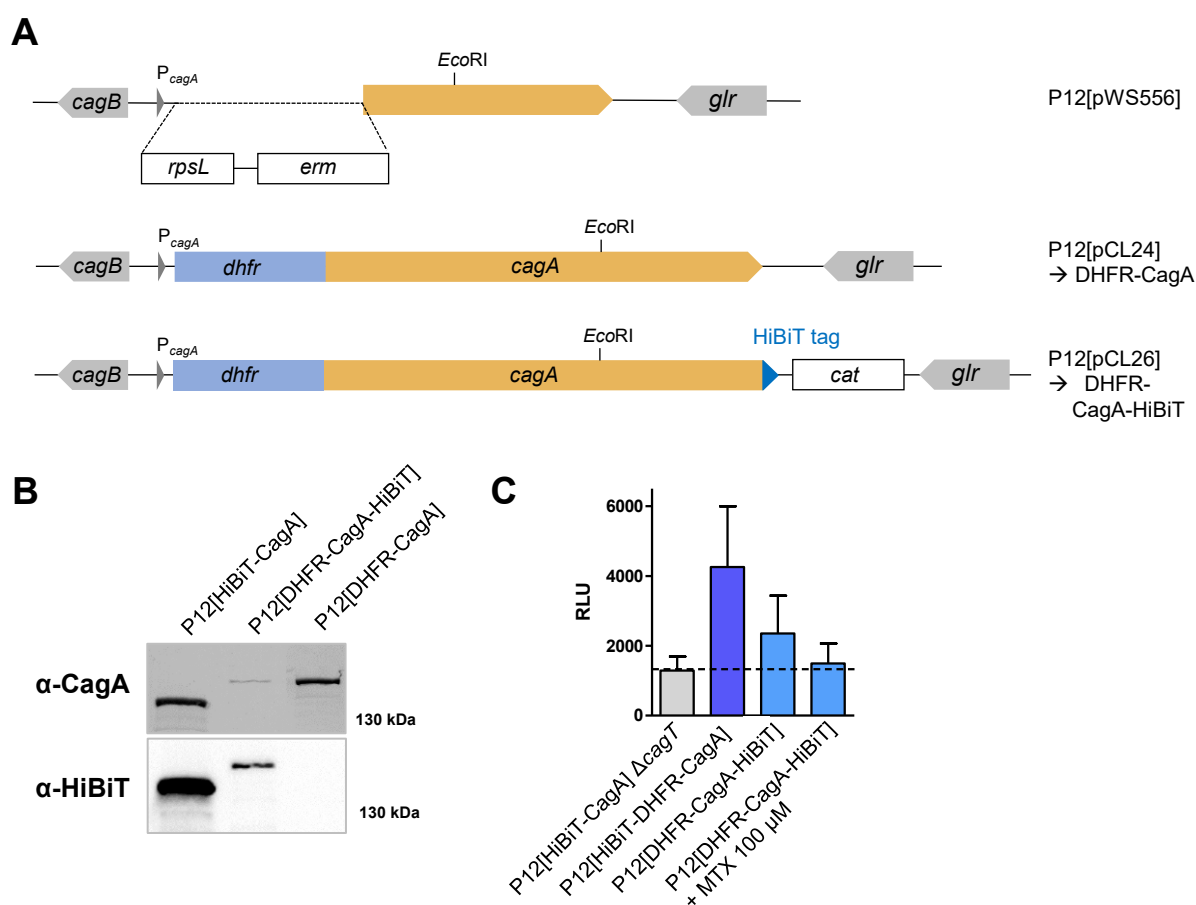 A
P cagA
EcoRI
cagB
glr
P12[pWS556]
rpsL
erm
P cagA
EcoRI
cagB
dhfr
cagA
glr
P12[pCL24]
→ DHFR-CagA
P cagA
EcoRI
HiBiT tag
cagB
dhfr
cagA
cat
glr
P12[pCL26]
→ DHFR-
CagA-HiBiT
B
P12[HiBiT-CagA]
P12[DHFR-CagA-HiBiT]
P12[DHFR-CagA]
α-CagA
130 kDa
α-HiBiT
130 kDa
C
RLU
6000
4000
2000
0
P12[HiBiT-CagA] ΔcagT
P12[HiBiT-DHFR-CagA]
P12[DHFR-CagA-HiBiT]
P12[DHFR-CagA-HiBiT]
+ MTX 100 µM